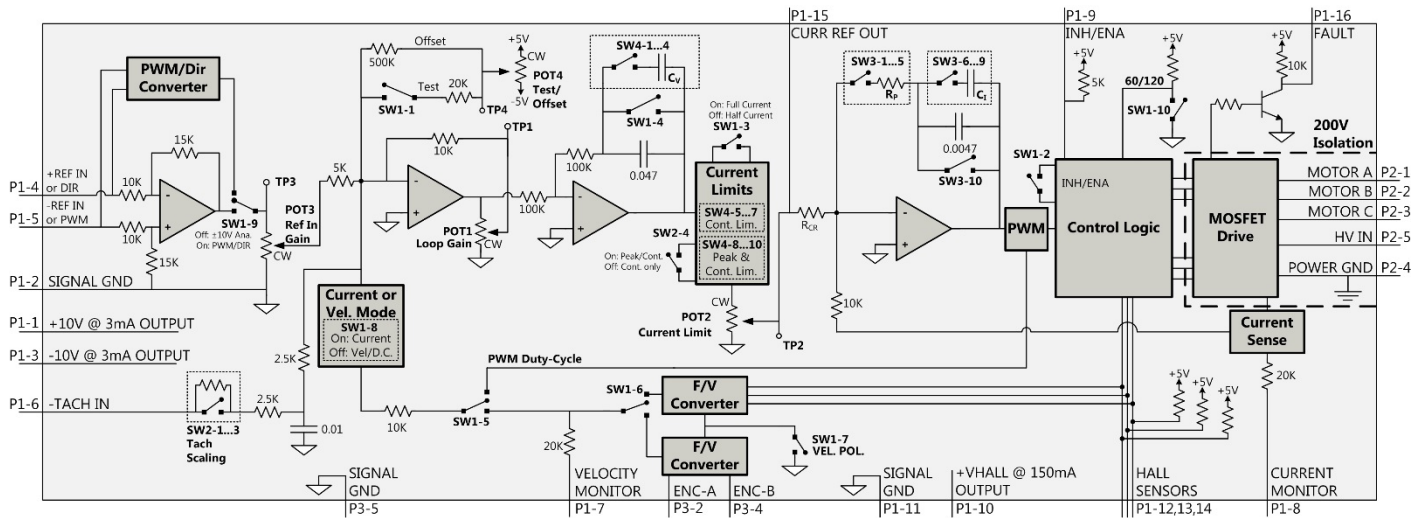 P1-15
CURR REF OUT
P1-9
INH/ENA
P1-16
FAULT
PWM/Dir
Converter
Offset
500K
Test
20K
SW1-1
+5V
CW
-5V
POT4
Test/
Offset
TP4
TP1
SW4-1...4
CV
SW1-4
100K
0.047
On: Full Current
Off: Half Current
SW1-3
SW3-1...5
RP
SW3-6...9
CI
0.0047
SW3-10
+5V
5K
+5V
60/120
SW1-10
+5V
10K
200V
Isolation
15K
+REF IN
or DIR
P1-4
10K
-REF IN
or PWM
P1-5
10K
15K
-
+
SW1-9
Off: ±10V Ana.
On: PWM/DIR
TP3
POT3
Ref In
Gain
CW
5K
10K
-
+
POT1
Loop Gain
CW
100K
-
+
Current
Limits
SW4-5...7
Cont. Lim.
SW4-8...10
Peak &
Cont. Lim.
SW2-4
On: Peak/Cont.
Off: Cont. only
CW
POT2
Current Limit
TP2
RCR
-
+
10K
SW1-2
PWM
INH/ENA
Control Logic
MOSFET
Drive
MOTOR A P2-1
MOTOR B P2-2
MOTOR C P2-3
HV IN P2-5
POWER GND P2-4
P1-2 SIGNAL GND
P1-1 +10V @ 3mA OUTPUT
P1-3 -10V @ 3mA OUTPUT
P1-6 -TACH IN
SW2-1...3
Tach
Scaling
2.5K
2.5K
0.01
Current or
Vel. Mode
SW1-8
On: Current
Off: Vel/D.C.
10K
PWM Duty-Cycle
SW1-5
20K
SW1-6
F/V
Converter
F/V
Converter
SW1-7
VEL. POL.
Current
Sense
20K
+5V
+5V
+5V
SIGNAL
GND
P3-5
VELOCITY
MONITOR
P1-7
ENC-A
P3-2
ENC-B
P3-4
SIGNAL
GND
P1-11
+VHALL @ 150mA
OUTPUT
P1-10
HALL
SENSORS
P1-12,13,14
CURRENT
MONITOR
P1-8